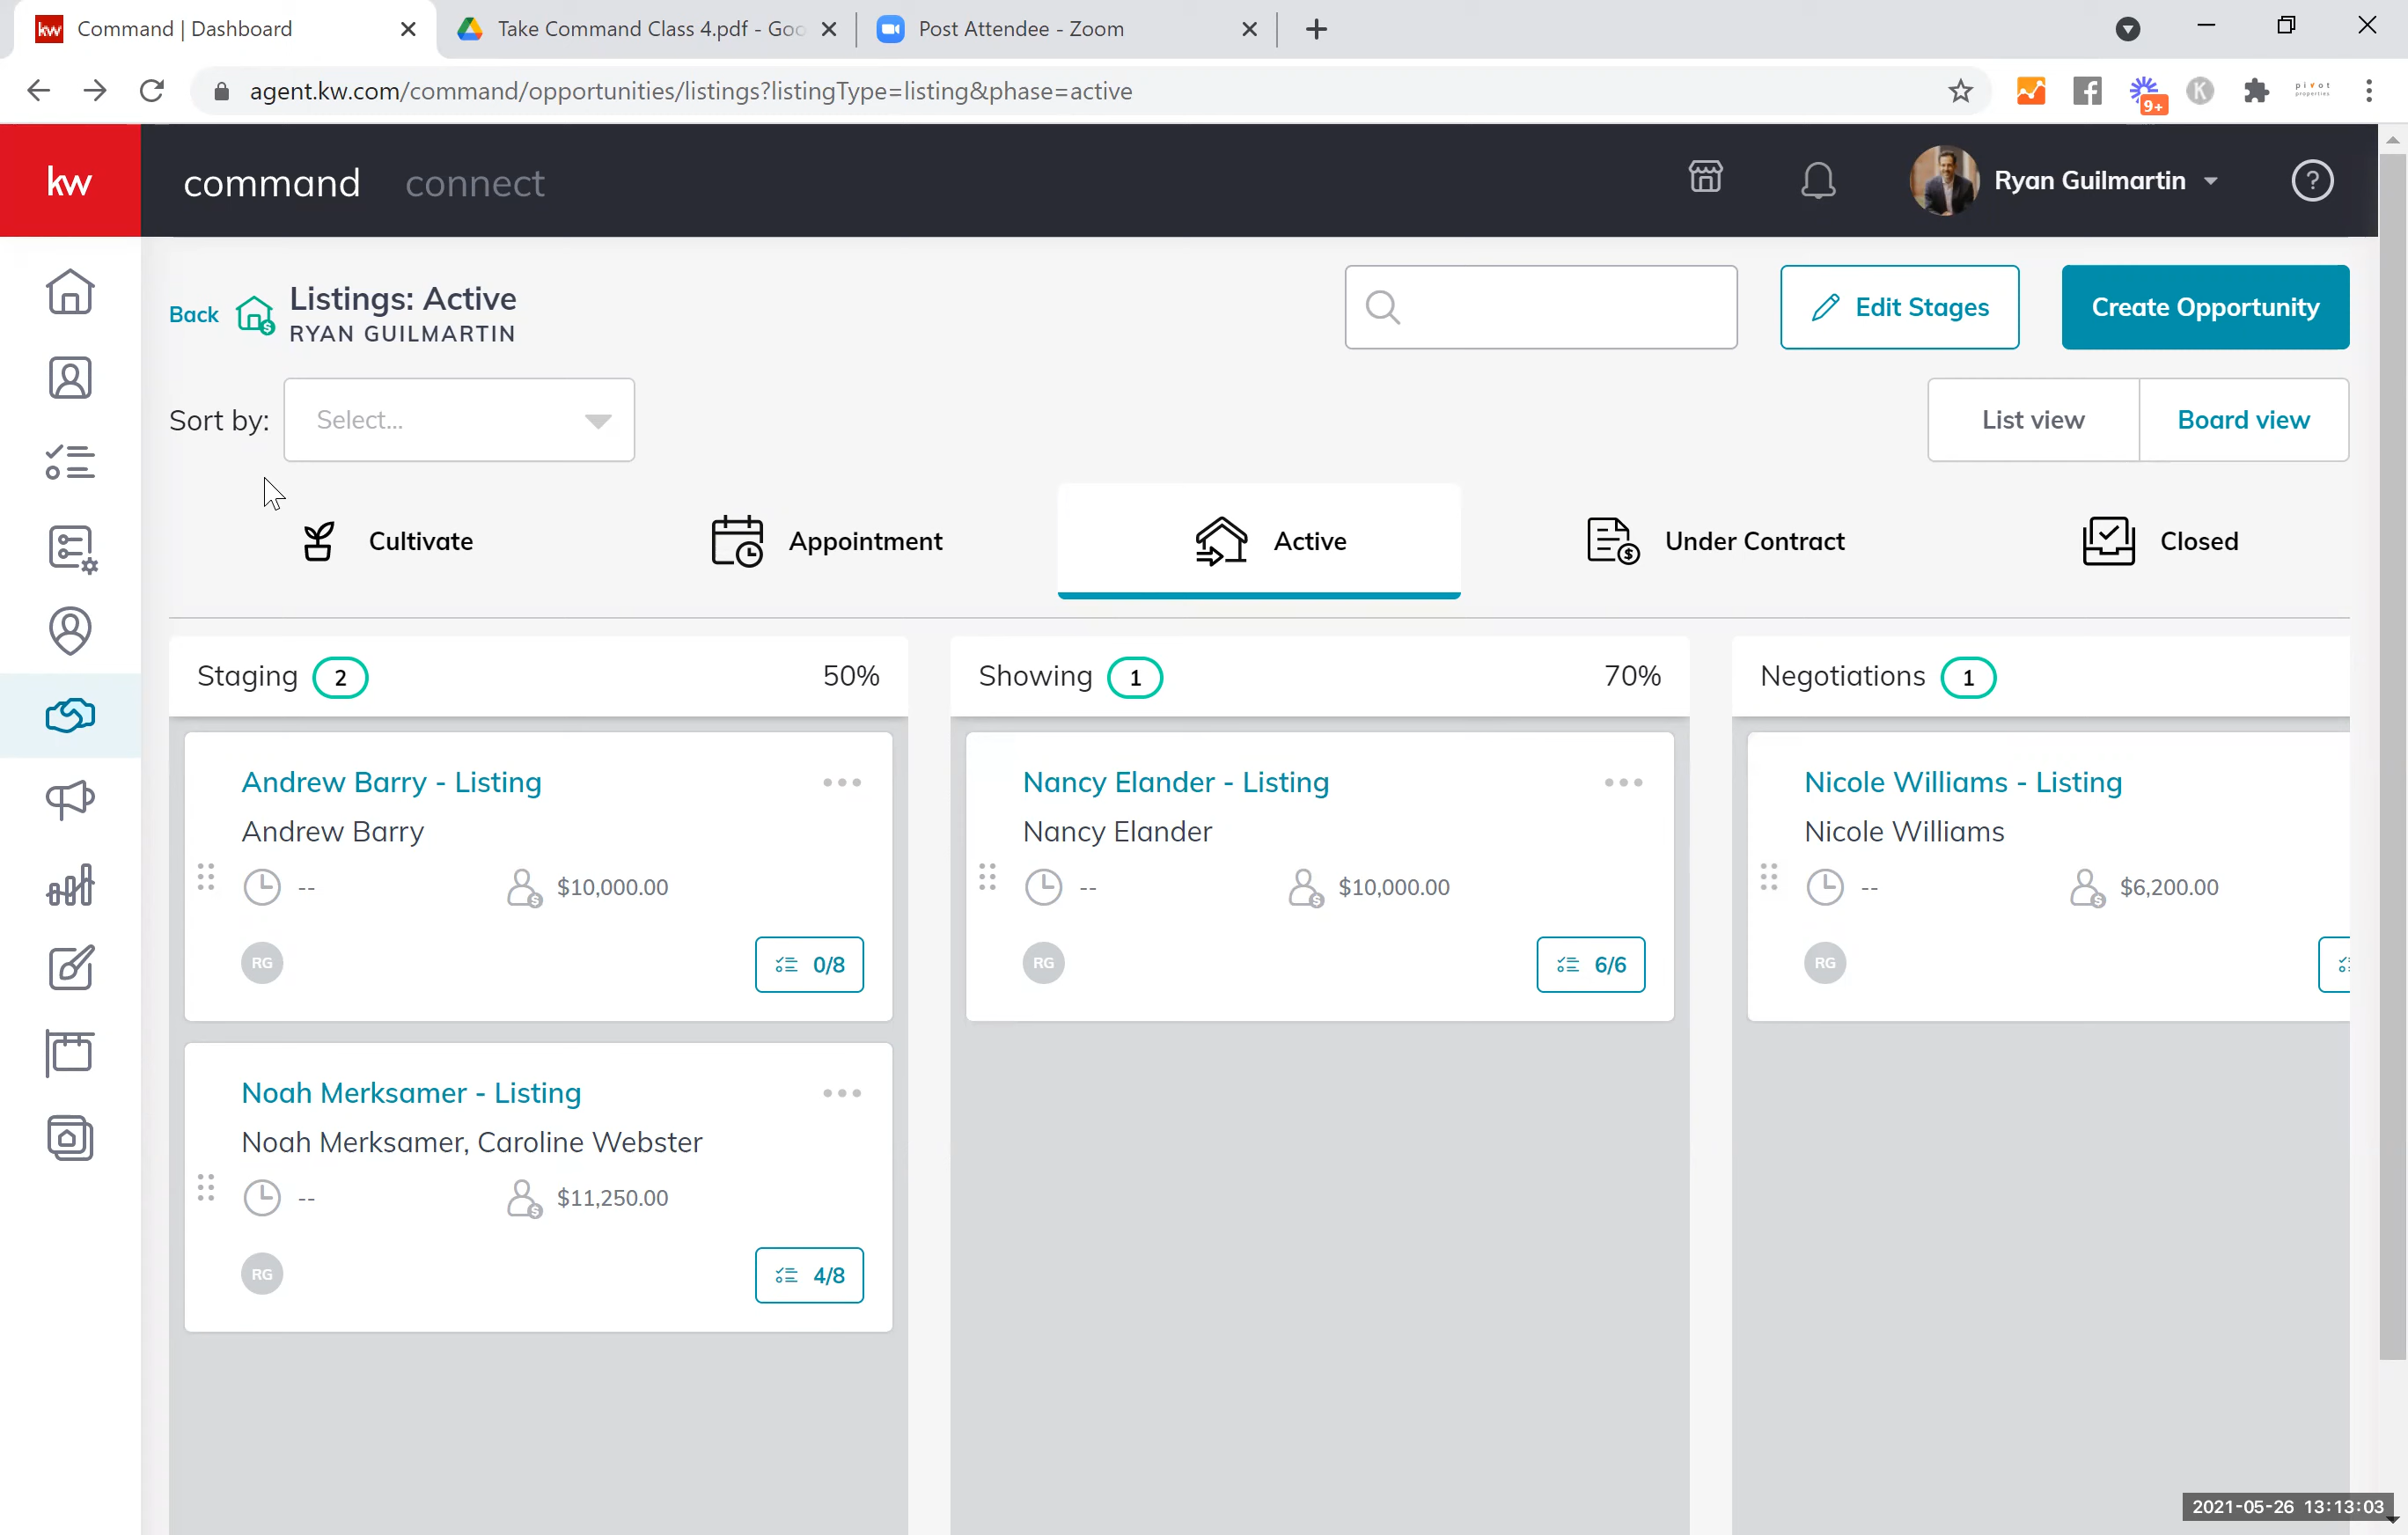 kw Command | Dashboard
Take Command Class 4.pdf - Goo
Post Attendee - Zoom
agent.kw.com/command/opportunities/listings?listingType=listing&phase=active
9+
K
pivot
properties
kw
command connect
Ryan Guilmartin
?
Back
Listings: Active
RYAN GUILMARTIN
Edit Stages
Create Opportunity
Sort by:
Select...
List view
Board view
Cultivate
Appointment
Active
Under Contract
Closed
Staging 2 50%
Showing 1 70%
Negotiations 1
Andrew Barry - Listing
Andrew Barry
-- $10,000.00
RG
0/8
Nancy Elander - Listing
Nancy Elander
-- $10,000.00
RG
6/6
Nicole Williams - Listing
Nicole Williams
-- $6,200.00
RG
Noah Merksamer - Listing
Noah Merksamer, Caroline Webster
-- $11,250.00
RG
4/8
2021-05-26 13:13:03